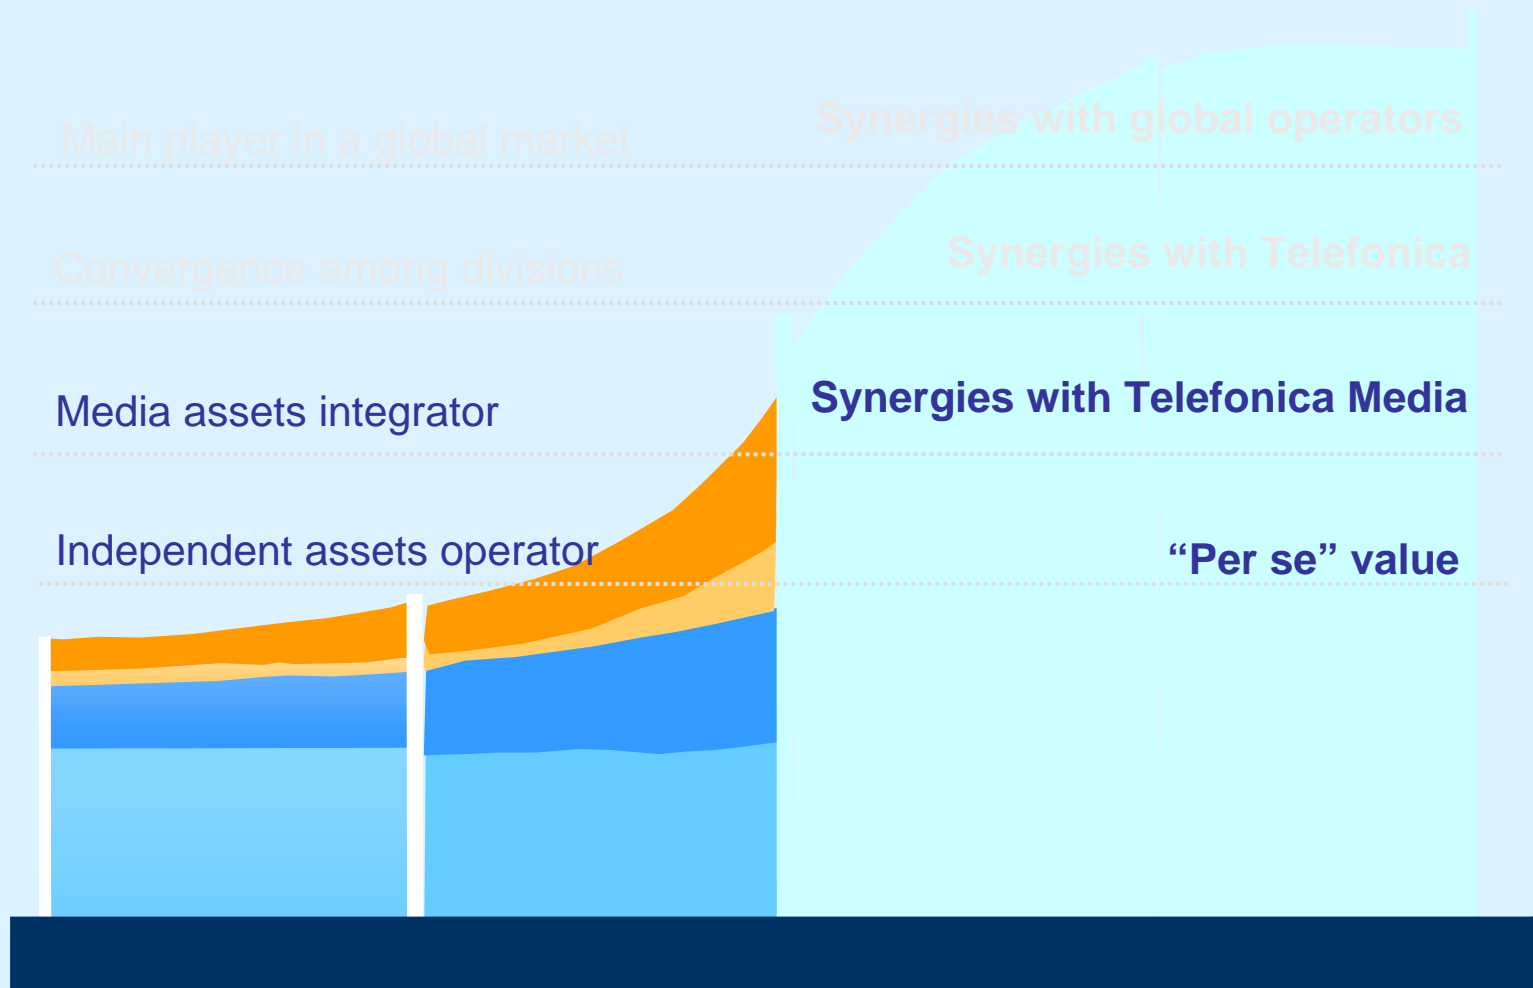 Main player in a global market
Synergies with global operators
Convergence among divisions
Synergies with Telefonica
Media assets integrator
Synergies with Telefonica Media
Independent assets operator
“Per se” value